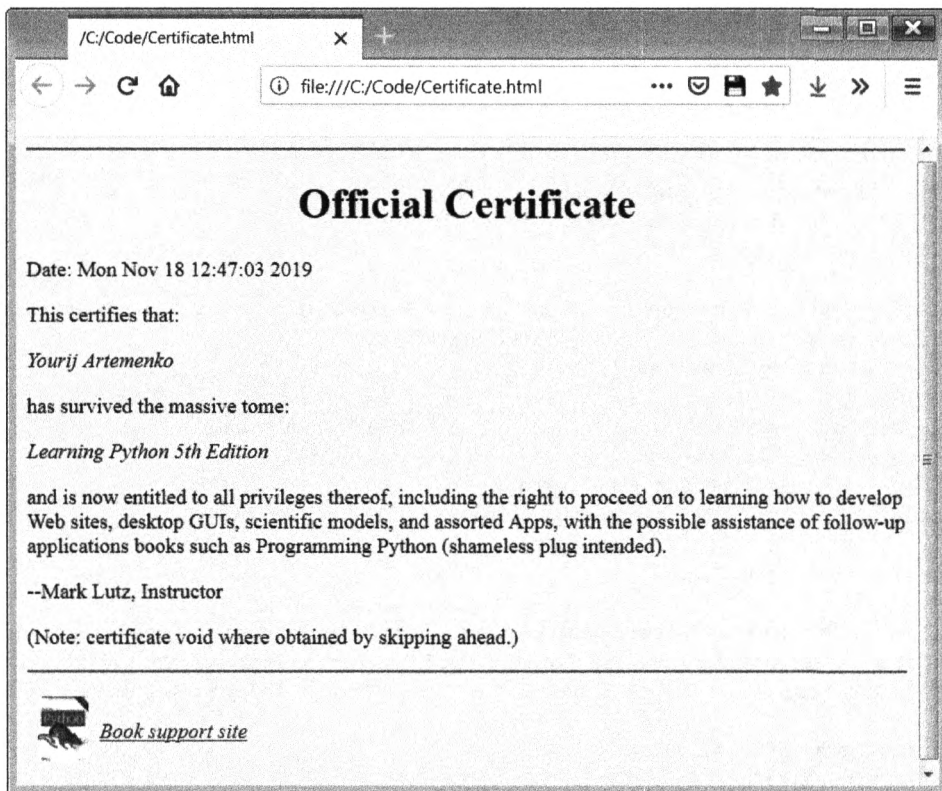 /C:/Code/Certificate.html
file:///C:/Code/Certificate.html
Official Certificate
Date: Mon Nov 18 12:47:03 2019
This certifies that:
Yourij Artemenko
has survived the massive tome:
Learning Python 5th Edition
and is now entitled to all privileges thereof, including the right to proceed on to learning how to develop
Web sites, desktop GUIs, scientific models, and assorted Apps, with the possible assistance of follow-up
applications books such as Programming Python (shameless plug intended).
--Mark Lutz, Instructor
(Note: certificate void where obtained by skipping ahead.)
Python
Book support site